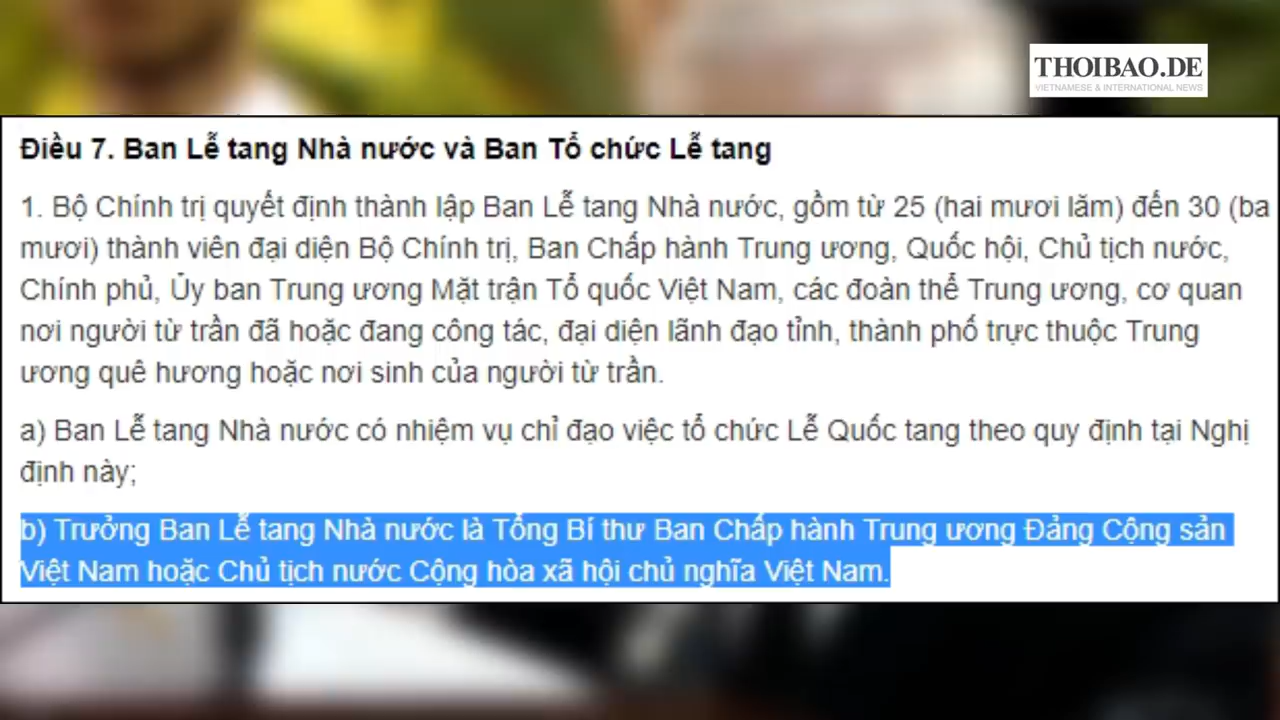 THOIBAO.DE
VIETNAMESE & INTERNATIONAL NEWS
Điều 7. Ban Lễ tang Nhà nước và Ban Tổ chức Lễ tang
1. Bộ Chính trị quyết định thành lập Ban Lễ tang Nhà nước, gồm từ 25 (hai mươi lăm) đến 30 (ba
mươi) thành viên đại diện Bộ Chính trị, Ban Chấp hành Trung ương, Quốc hội, Chủ tịch nước,
Chính phủ, Ủy ban Trung ương Mặt trận Tổ quốc Việt Nam, các đoàn thể Trung ương, cơ quan
nơi người từ trần đã hoặc đang công tác, đại diện lãnh đạo tỉnh, thành phố trực thuộc Trung
ương quê hương hoặc nơi sinh của người từ trần.
a) Ban Lễ tang Nhà nước có nhiệm vụ chỉ đạo việc tổ chức Lễ Quốc tang theo quy định tại Nghị
định này;
b) Trưởng Ban Lễ tang Nhà nước là Tổng Bí thư Ban Chấp hành Trung ương Đảng Cộng sản
Việt Nam hoặc Chủ tịch nước Cộng hòa xã hội chủ nghĩa Việt Nam.